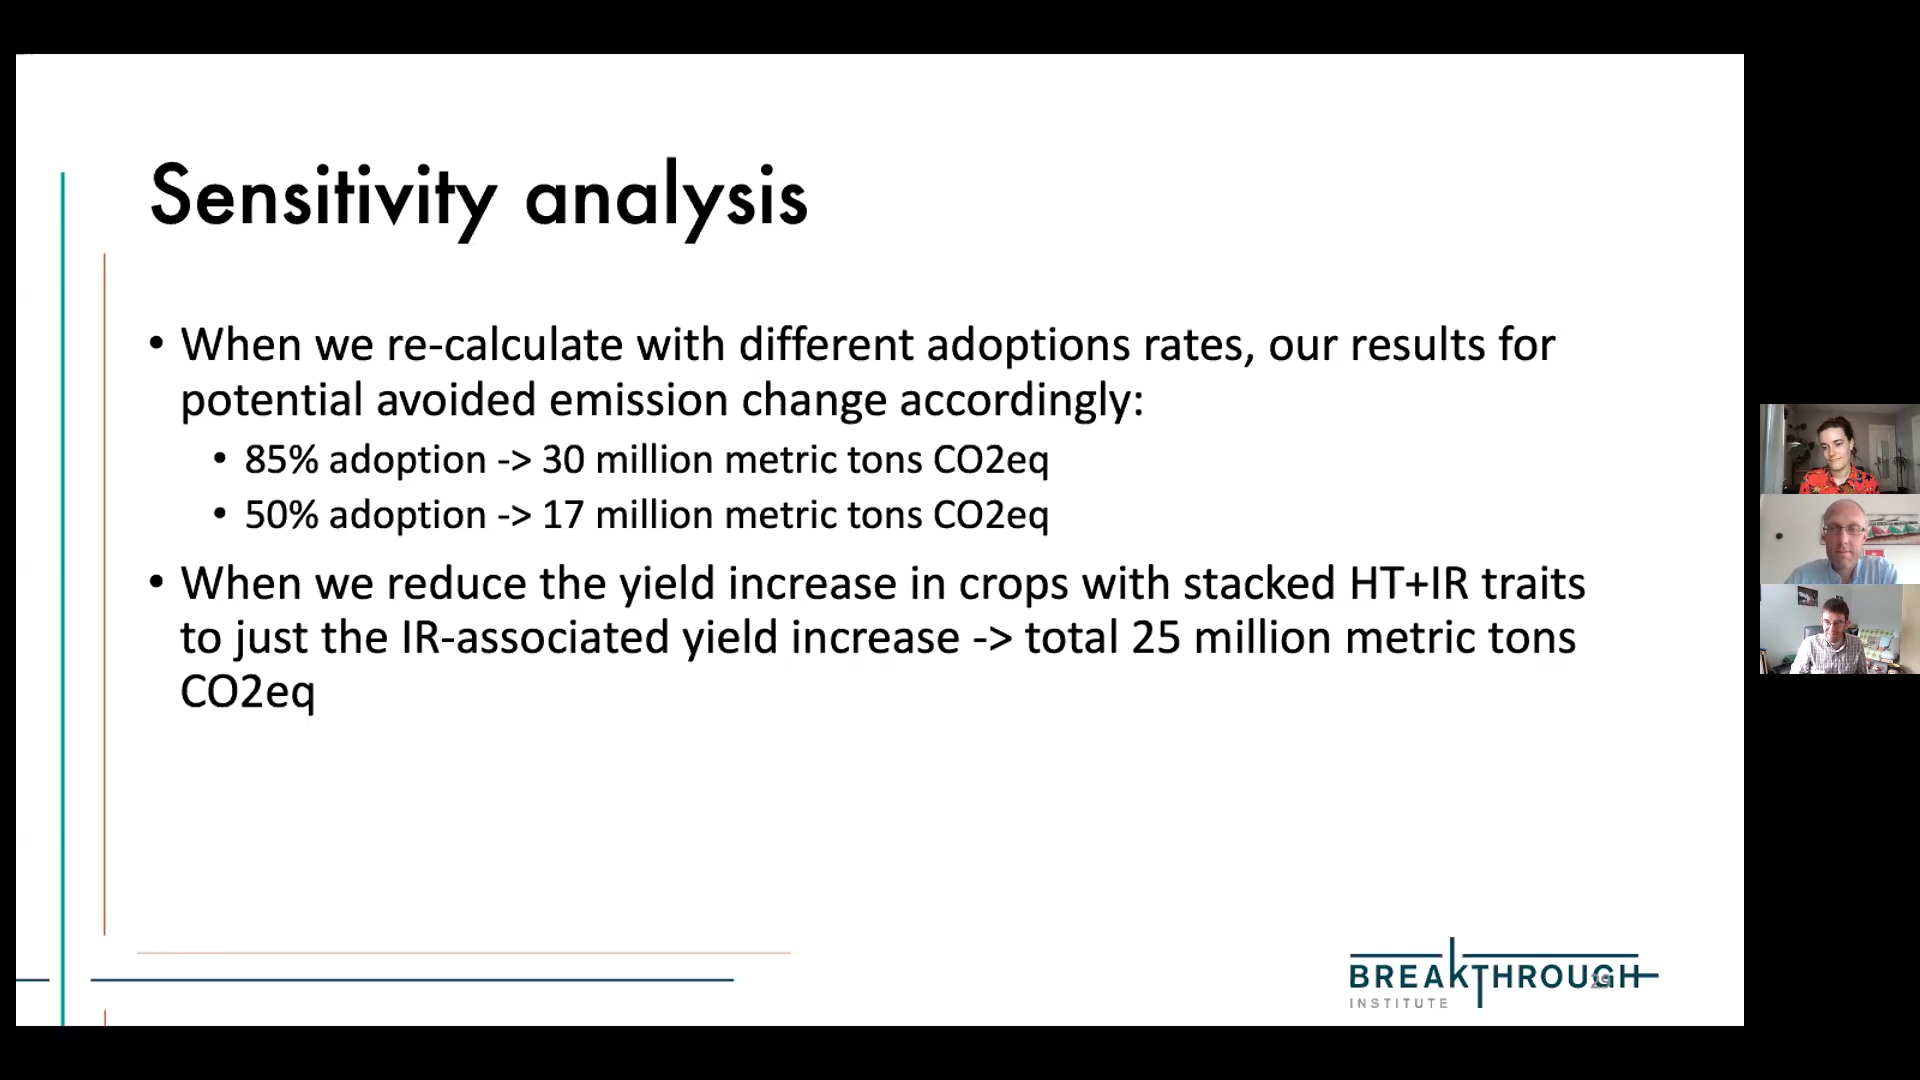 Sensitivity analysis
• When we re-calculate with different adoptions rates, our results for
potential avoided emission change accordingly:
• 85% adoption -> 30 million metric tons CO2eq
• 50% adoption -> 17 million metric tons CO2eq
• When we reduce the yield increase in crops with stacked HT+IR traits
to just the IR-associated yield increase -> total 25 million metric tons
CO2eq
BREAKTHROUGH
INSTITUTE